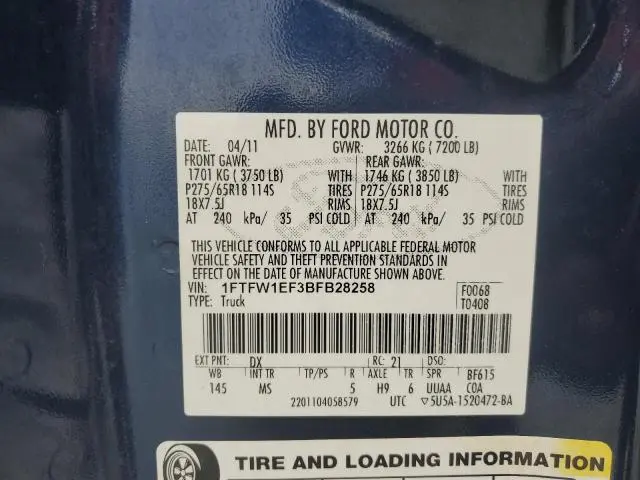 MFD. BY FORD MOTOR CO.
DATE: 04/11 GVWR: 3266 KG ( 7200 LB)
FRONT GAWR: REAR GAWR:
1701 KG ( 3750 LB) WITH 1746 KG ( 3850 LB) WITH
P275/65R18 114S TIRES P275/65R18 114S TIRES
18X7.5J RIMS 18X7.5J RIMS
AT 240 kPa/ 35 PSI COLD AT 240 kPa/ 35 PSI COLD
THIS VEHICLE CONFORMS TO ALL APPLICABLE FEDERAL MOTOR
VEHICLE SAFETY AND THEFT PREVENTION STANDARDS IN
EFFECT ON THE DATE OF MANUFACTURE SHOWN ABOVE.
VIN: 1FTFW1EF3BFB28258 F0068
TYPE: Truck T0408
EXT PNT: DX RC: 21 DSO:
WB INT TR TP/PS R AXLE TR SPR BF615
145 MS 5 H9 6 UUAA COA
2201104058579 UTC ▽5U5A-1520472-BA
TIRE AND LOADING INFORMATION